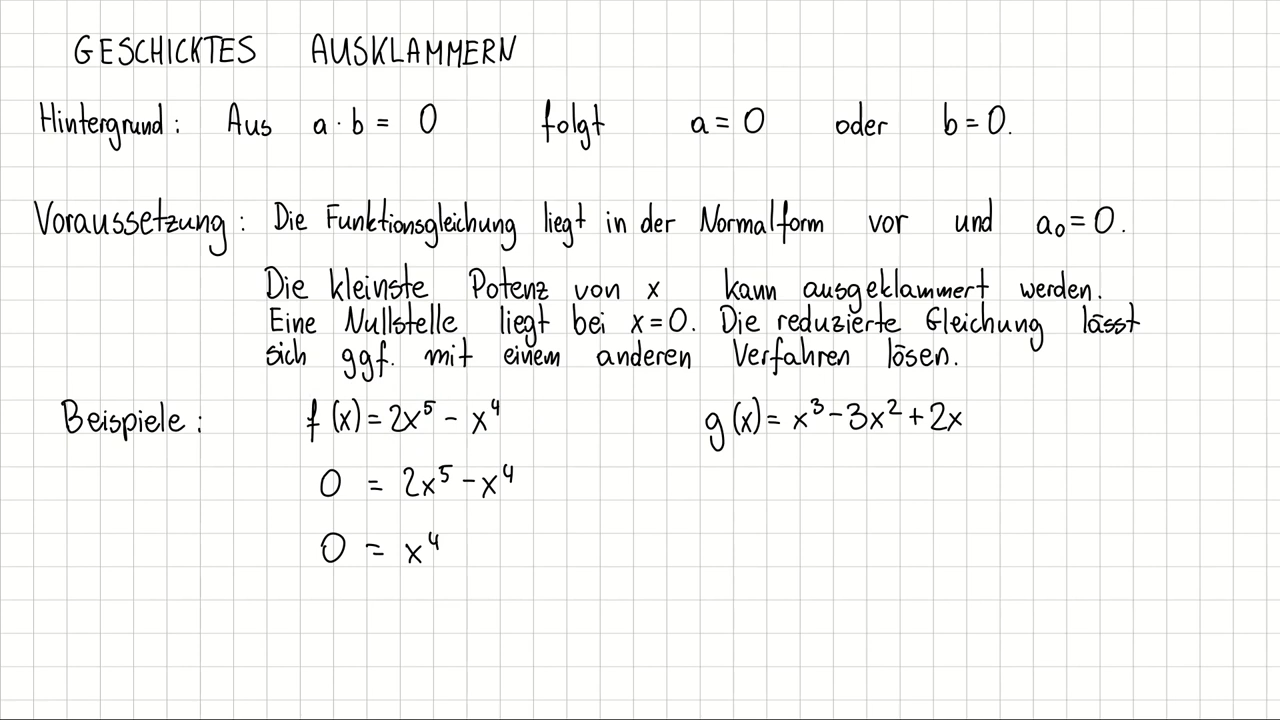 GESCHICKTES AUSKLAMMERN
Hintergrund: Aus a · b = 0 folgt a = 0 oder b = 0.
Voraussetzung: Die Funktionsgleichung liegt in der Normalform vor und a₀ = 0.
Die kleinste Potenz von x kann ausgeklammert werden.
Eine Nullstelle liegt bei x = 0. Die reduzierte Gleichung lässt
sich ggf. mit einem anderen Verfahren lösen.
Beispiele: f(x) = 2x⁵ - x⁴ g(x) = x³ - 3x² + 2x
0 = 2x⁵ - x⁴
0 = x⁴